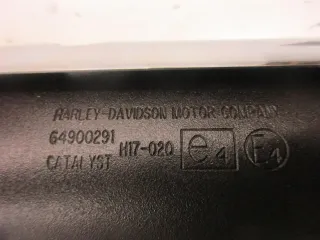 HARLEY-DAVIDSON MOTOR COMPANY
64900291
CATALYST H17-020 e4 E4